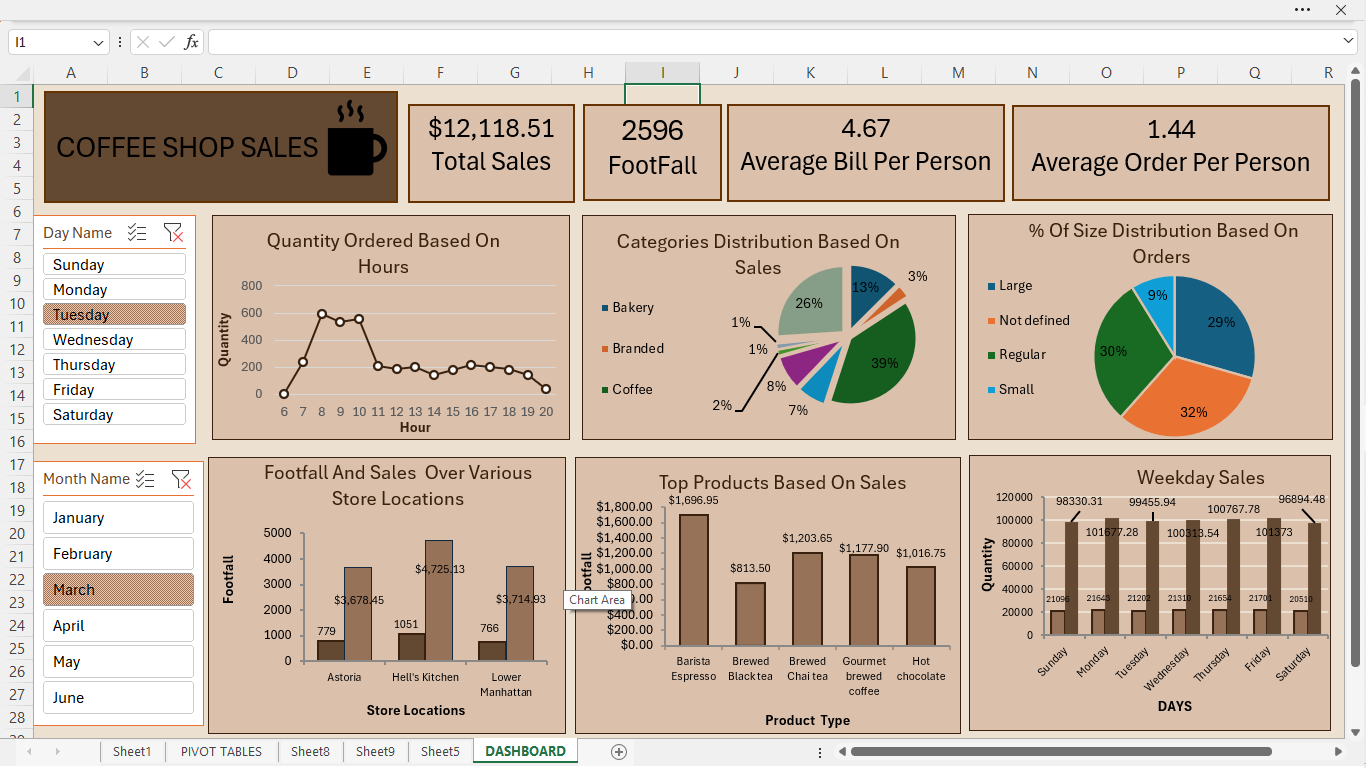 I1
fx
A B C D E F G H I J K L M N O P Q R
1
2
3
4
5
6
7
8
9
10
11
12
13
14
15
16
17
18
19
20
21
22
23
24
25
26
27
28
COFFEE SHOP SALES
$12,118.51
Total Sales
2596
FootFall
4.67
Average Bill Per Person
1.44
Average Order Per Person
Day Name
Sunday
Monday
Tuesday
Wednesday
Thursday
Friday
Saturday
Quantity Ordered Based On
Hours
Quantity
800
600
400
200
0
6 7 8 9 10 11 12 13 14 15 16 17 18 19 20
Hour
Categories Distribution Based On
Sales
Bakery
Branded
Coffee
13%
3%
39%
7%
8%
2%
1%
1%
26%
% Of Size Distribution Based On
Orders
Large
Not defined
Regular
Small
29%
32%
30%
9%
Month Name
January
February
March
April
May
June
Footfall And Sales Over Various
Store Locations
Footfall
5000
4000
3000
2000
1000
0
779
$3,678.45
1051
$4,725.13
766
$3,714.93
Astoria
Hell's Kitchen
Lower
Manhattan
Store Locations
Top Products Based On Sales
$1,800.00
$1,600.00
$1,400.00
$1,200.00
$1,000.00
$800.00
$400.00
$200.00
$0.00
$1,696.95
$813.50
$1,203.65
$1,177.90
$1,016.75
Chart Area
Barista
Espresso
Brewed
Black tea
Brewed
Chai tea
Gourmet
brewed
coffee
Hot
chocolate
Product Type
Weekday Sales
Quantity
120000
100000
80000
60000
40000
20000
0
98330.31
101677.28
99455.94
100313.54
100767.78
101373
96894.48
21096
21643
21202
21310
21654
21701
20510
Sunday
Monday
Tuesday
Wednesday
Thursday
Friday
Saturday
DAYS
Sheet1
PIVOT TABLES
Sheet8
Sheet9
Sheet5
DASHBOARD